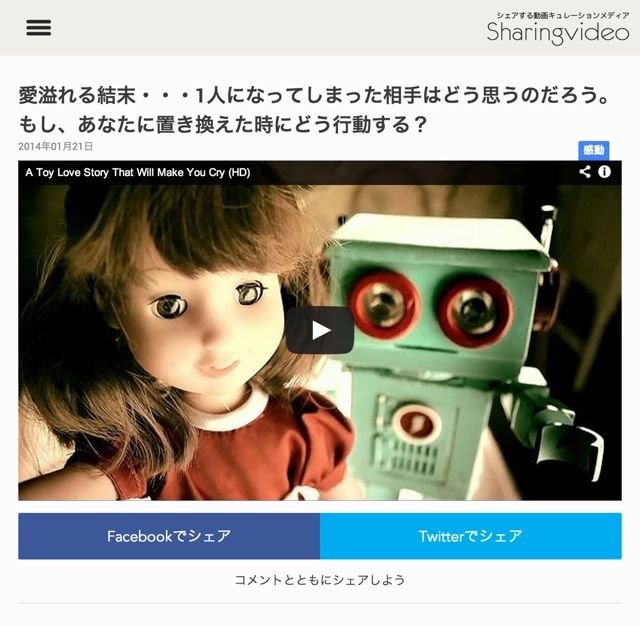 シェアする動画キュレーションメディア
Sharingvideo
愛溢れる結末・・・1人になってしまった相手はどう思うのだろう。
もし、あなたに置き換えた時にどう行動する？
2014年01月21日
感動
A Toy Love Story That Will Make You Cry (HD)
Facebookでシェア
Twitterでシェア
コメントとともにシェアしよう